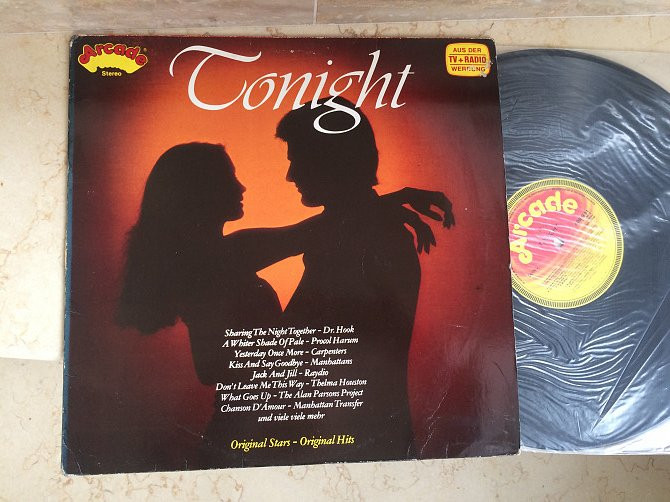 Arcade
Stereo
Tonight
AUS DER
TV + RADIO
WERBUNG
Sharing The Night Together - Dr. Hook
A Whiter Shade Of Pale - Procol Harum
Yesterday Once More - Carpenters
Kiss And Say Goodbye - Manhattans
Jack And Jill - Raydio
Don't Leave Me This Way - Thelma Houston
What Goes Up - The Alan Parsons Project
Chanson D'Amour - Manhattan Transfer
und viele viele mehr
Original Stars - Original Hits
Arcade